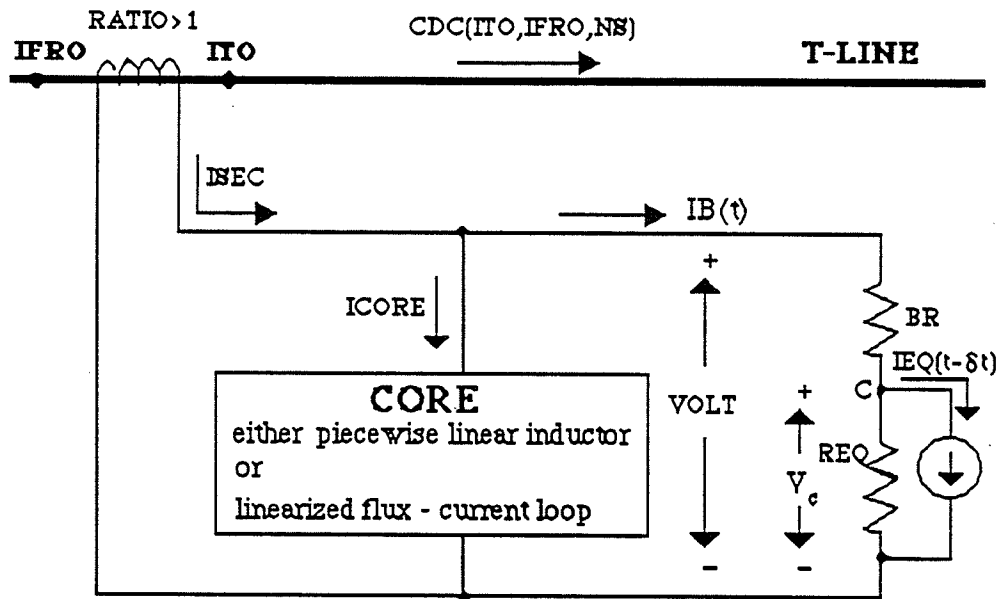 RATIO>1
CDC(ITO,IFRO,NS)
IFRO
ITO
T-LINE
ISEC
IB(t)
+
ICORE
BR
IEQ(t-δt)
CORE
either piecewise linear inductor
or
linearized flux - current loop
VOLT
+
C
REQ
V c
-
-